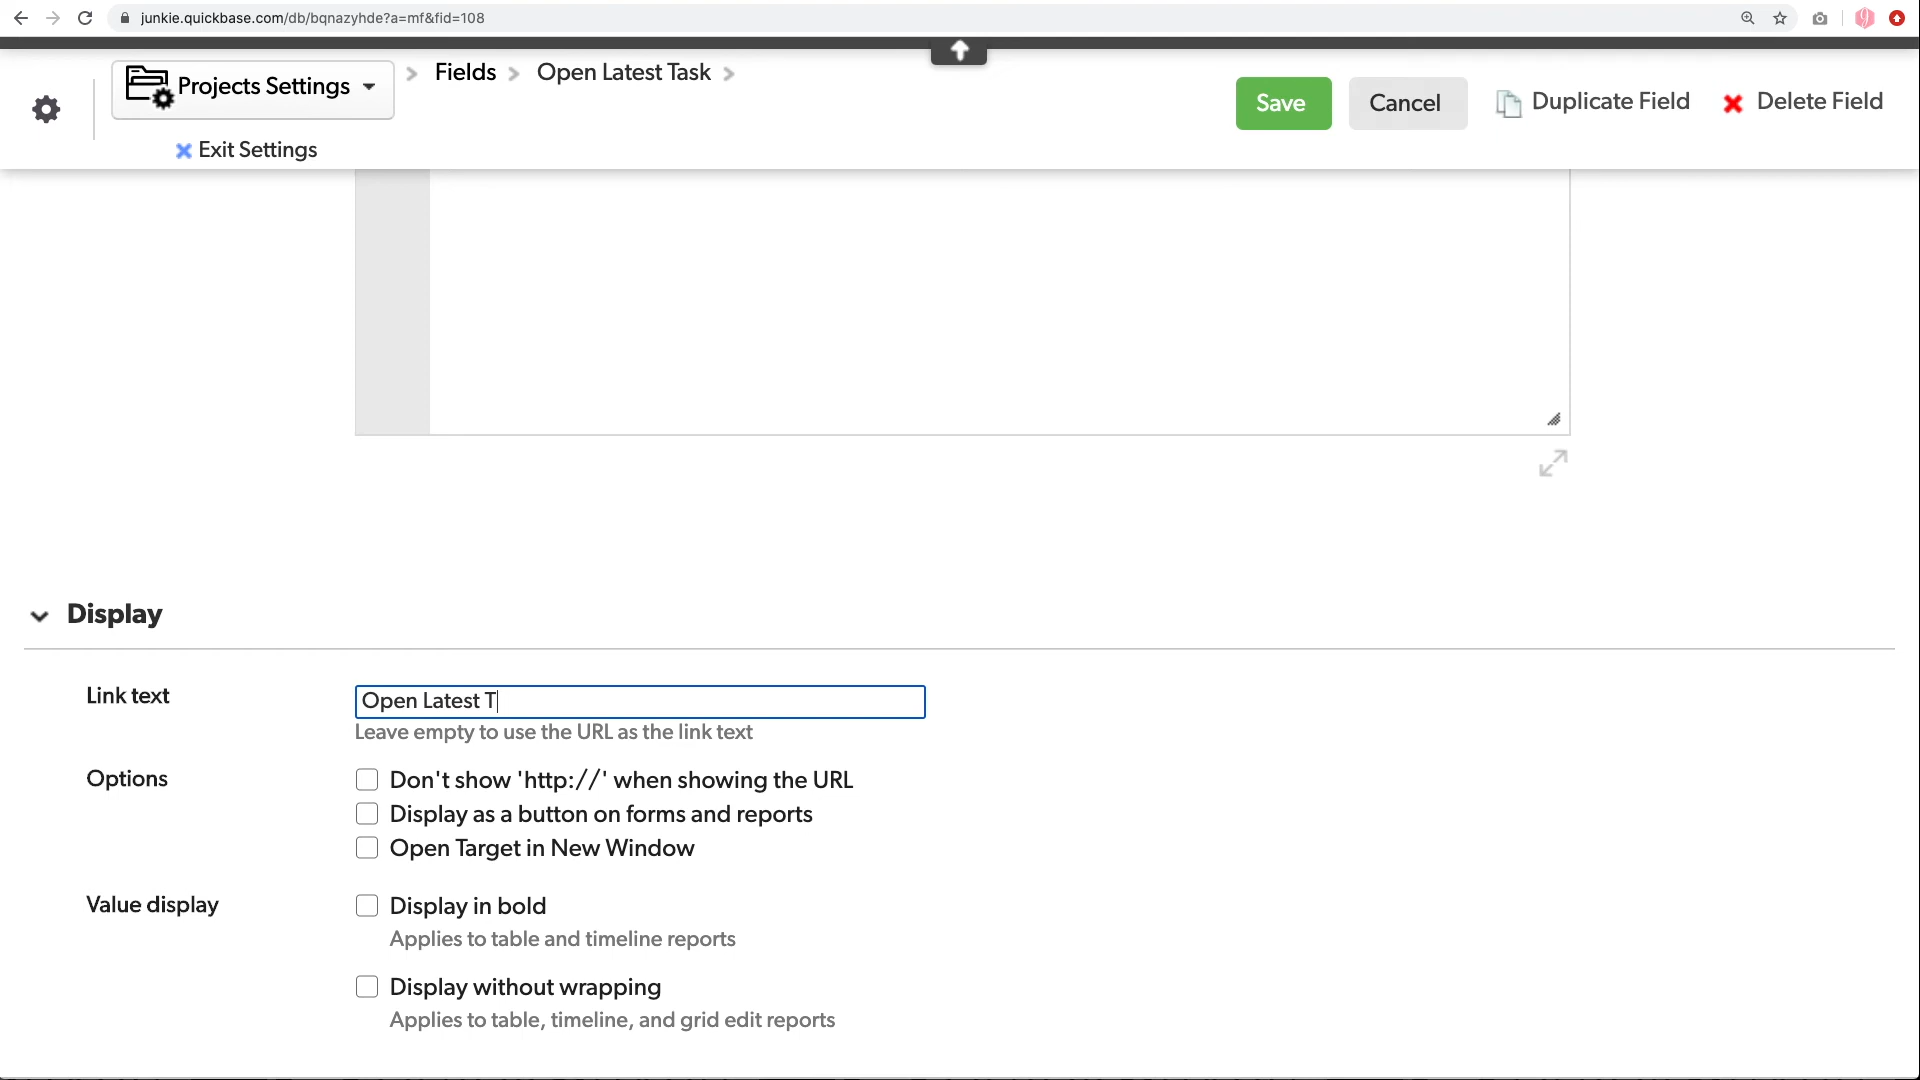 junkie.quickbase.com/db/bqnazyhde?a=mf&fid=108
Projects Settings
Fields
Open Latest Task
Save
Cancel
Duplicate Field
Delete Field
Exit Settings
Display
Link text
Open Latest T
Leave empty to use the URL as the link text
Options
Don't show 'http://' when showing the URL
Display as a button on forms and reports
Open Target in New Window
Value display
Display in bold
Applies to table and timeline reports
Display without wrapping
Applies to table, timeline, and grid edit reports